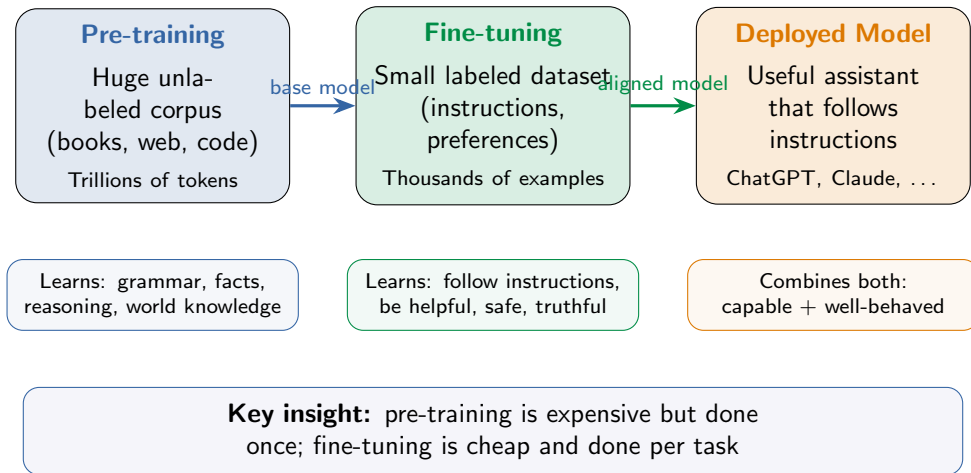 Pre-training
Huge unla-
beled corpus
(books, web, code)
Trillions of tokens
base model
Fine-tuning
Small labeled dataset
(instructions,
preferences)
Thousands of examples
aligned model
Deployed Model
Useful assistant
that follows
instructions
ChatGPT, Claude, ...
Learns: grammar, facts,
reasoning, world knowledge
Learns: follow instructions,
be helpful, safe, truthful
Combines both:
capable + well-behaved
Key insight: pre-training is expensive but done
once; fine-tuning is cheap and done per task